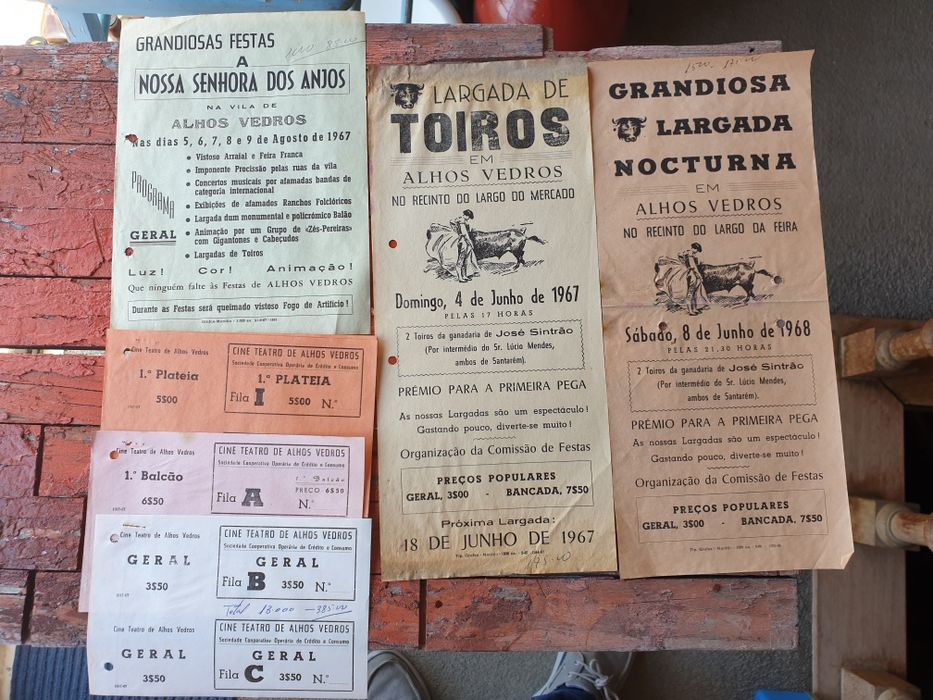 GRANDIOSAS FESTAS
A
NOSSA SENHORA DOS ANJOS
NA VILA DE
ALHOS VEDROS
Nas dias 5, 6, 7, 8 e 9 de Agosto de 1967
PROGRAMA
GERAL
• Vistoso Arraial e Feira Franca
• Imponente Procissão pelas ruas da vila
• Concertos musicais por afamadas bandas de
categoria internacional
• Exibições de afamados Ranchos Folclóricos
• Largada dum monumental e policrómico Balão
• Animação por um Grupo de «Zés-Pereiras»
com Gigantones e Cabeçudos
• Largadas de Toiros
Luz! Cor! Animação!
Que ninguém falte às Festas de ALHOS VEDROS
Durante as Festas será queimado vistoso Fogo de Artifício!
Cine Teatro de Alhos Vedros
1.ª Plateia
5$00
CINE TEATRO DE ALHOS VEDROS
Sociedade Cooperativa Operária de Crédito e Consumo
1.ª PLATEIA
Fila I 5$00 N.º
Cine Teatro de Alhos Vedros
1.º Balcão
6$50
CINE TEATRO DE ALHOS VEDROS
Sociedade Cooperativa Operária de Crédito e Consumo
1.º Balcão
PREÇO 6$50
Fila A N.º
Cine Teatro de Alhos Vedros
GERAL
3$50
CINE TEATRO DE ALHOS VEDROS
Sociedade Cooperativa Operária de Crédito e Consumo
GERAL
Fila B 3$50 N.º
Total 18.000
Cine Teatro de Alhos Vedros
GERAL
3$50
CINE TEATRO DE ALHOS VEDROS
Sociedade Cooperativa Operária de Crédito e Consumo
GERAL
Fila C 3$50 N.º
LARGADA DE
TOIROS
EM
ALHOS VEDROS
NO RECINTO DO LARGO DO MERCADO
Domingo, 4 de Junho de 1967
PELAS 17 HORAS
2 Toiros da ganadaria de José Sintrão
(Por intermédio do Sr. Lúcio Mendes,
ambos de Santarém).
PRÉMIO PARA A PRIMEIRA PEGA
As nossas Largadas são um espectáculo!
Gastando pouco, diverte-se muito!
Organização da Comissão de Festas
PREÇOS POPULARES
GERAL, 3$00 - BANCADA, 7$50
Próxima Largada:
18 DE JUNHO DE 1967
GRANDIOSA
LARGADA
NOCTURNA
EM
ALHOS VEDROS
NO RECINTO DO LARGO DA FEIRA
Sábado, 8 de Junho de 1968
PELAS 21,30 HORAS
2 Toiros da ganadaria de José Sintrão
(Por intermédio do Sr. Lúcio Mendes,
ambos de Santarém).
PRÉMIO PARA A PRIMEIRA PEGA
As nossas Largadas são um espectáculo!
Gastando pouco, diverte-se muito!
Organização da Comissão de Festas
PREÇOS POPULARES
GERAL, 3$00 - BANCADA, 7$50